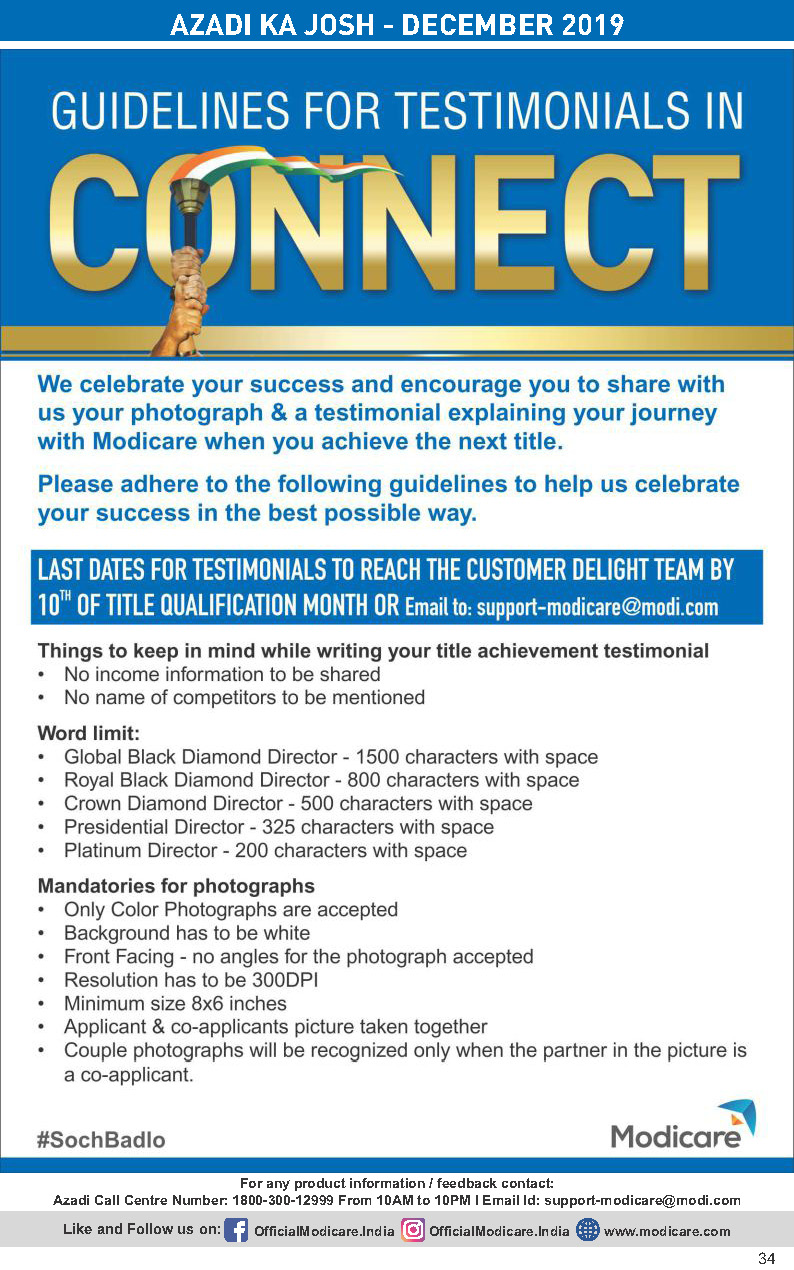 AZADI KA JOSH - DECEMBER 2019
GUIDELINES FOR TESTIMONIALS IN
CONNECT
We celebrate your success and encourage you to share with
us your photograph & a testimonial explaining your journey
with Modicare when you achieve the next title.
Please adhere to the following guidelines to help us celebrate
your success in the best possible way.
LAST DATES FOR TESTIMONIALS TO REACH THE CUSTOMER DELIGHT TEAM BY
10TH OF TITLE QUALIFICATION MONTH OR Email to: support-modicare@modi.com
Things to keep in mind while writing your title achievement testimonial
• No income information to be shared
• No name of competitors to be mentioned
Word limit:
• Global Black Diamond Director - 1500 characters with space
• Royal Black Diamond Director - 800 characters with space
• Crown Diamond Director - 500 characters with space
• Presidential Director - 325 characters with space
• Platinum Director - 200 characters with space
Mandatories for photographs
• Only Color Photographs are accepted
• Background has to be white
• Front Facing - no angles for the photograph accepted
• Resolution has to be 300DPI
• Minimum size 8x6 inches
• Applicant & co-applicants picture taken together
• Couple photographs will be recognized only when the partner in the picture is
a co-applicant.
#SochBadlo
Modicare
For any product information / feedback contact:
Azadi Call Centre Number: 1800-300-12999 From 10AM to 10PM I Email Id: support-modicare@modi.com
Like and Follow us on: OfficialModicare.India OfficialModicare.India www.modicare.com
34